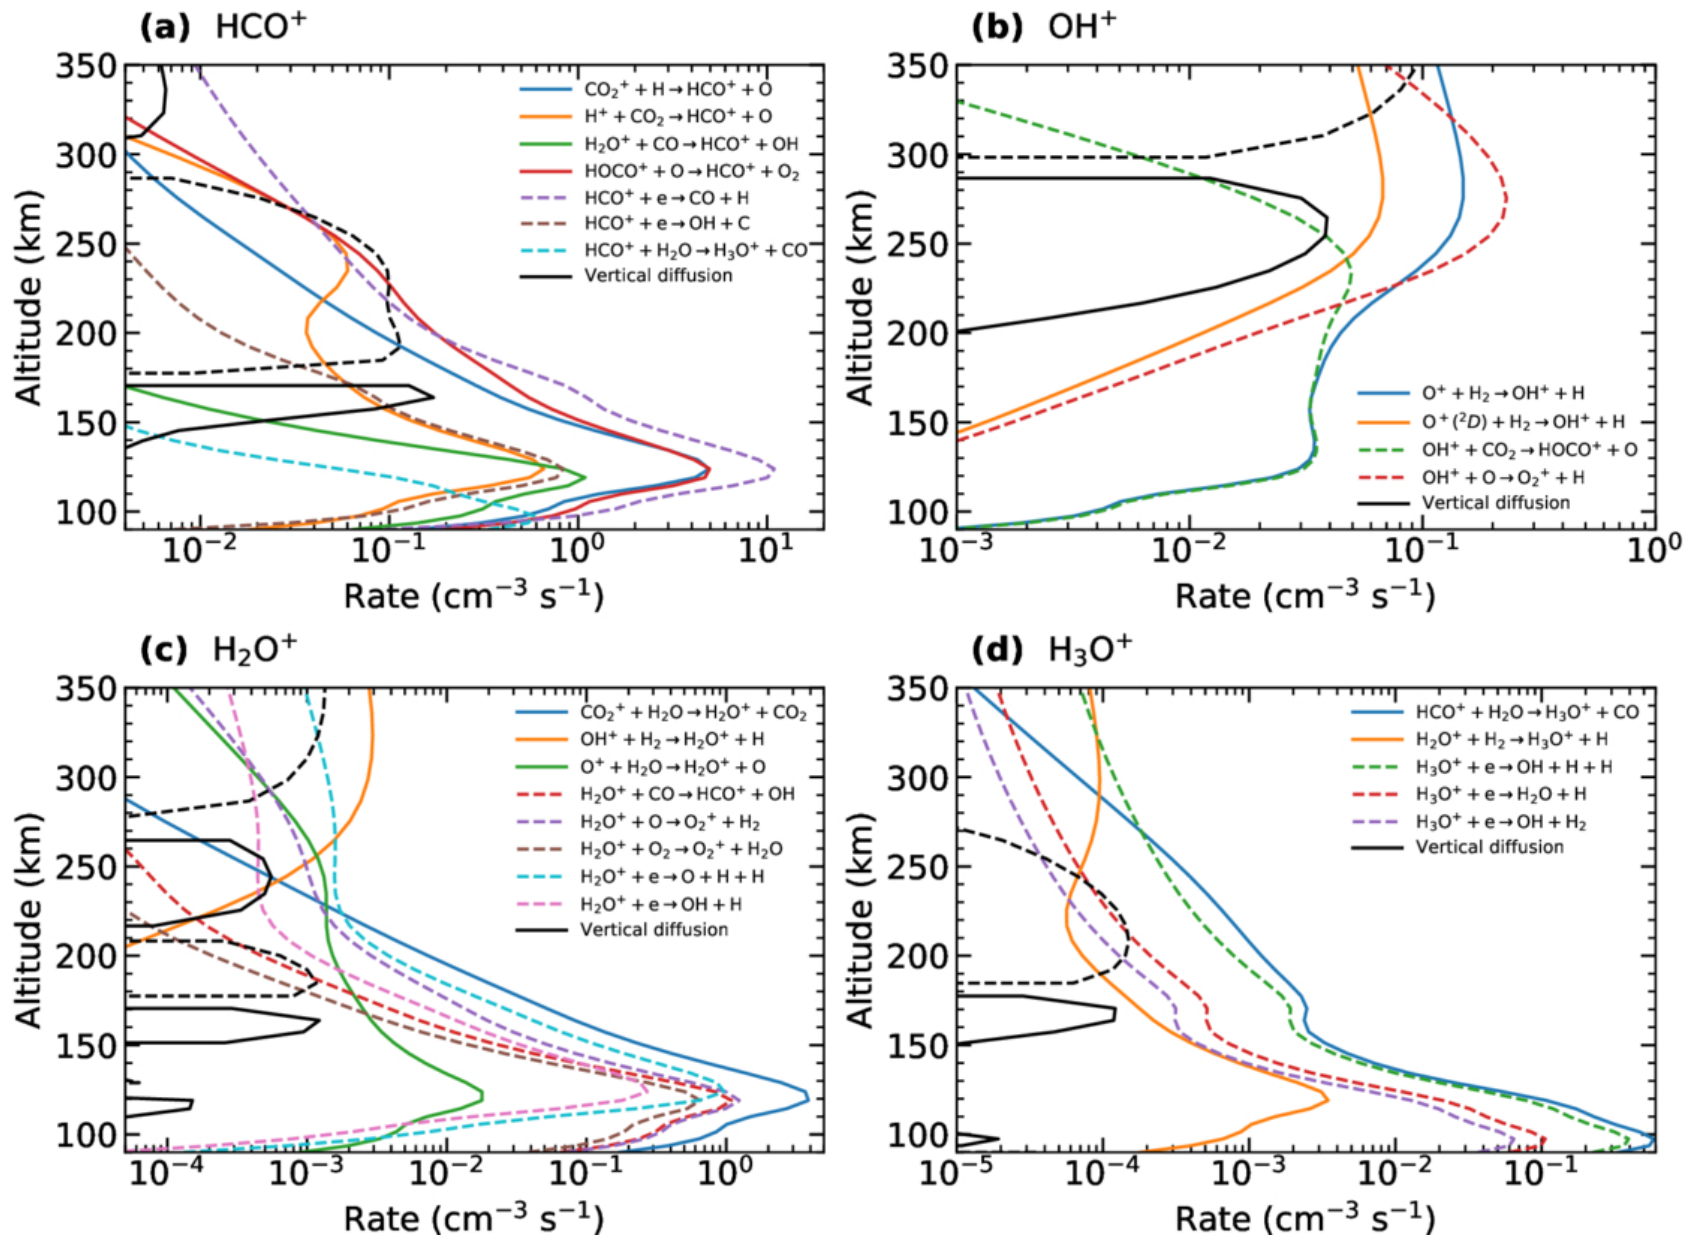 (a) HCO⁺
350
300
250
200
150
100
Altitude (km)
CO₂⁺ + H → HCO⁺ + O
H⁺ + CO₂ → HCO⁺ + O
H₂O⁺ + CO → HCO⁺ + OH
HOCO⁺ + O → HCO⁺ + O₂
HCO⁺ + e → CO + H
HCO⁺ + e → OH + C
HCO⁺ + H₂O → H₃O⁺ + CO
Vertical diffusion
10⁻² 10⁻¹ 10⁰ 10¹
Rate (cm⁻³ s⁻¹)
(b) OH⁺
350
300
250
200
150
100
Altitude (km)
O⁺ + H₂ → OH⁺ + H
O⁺(²D) + H₂ → OH⁺ + H
OH⁺ + CO₂ → HOCO⁺ + O
OH⁺ + O → O₂⁺ + H
Vertical diffusion
10⁻³ 10⁻² 10⁻¹ 10⁰
Rate (cm⁻³ s⁻¹)
(c) H₂O⁺
350
300
250
200
150
100
Altitude (km)
CO₂⁺ + H₂O → H₂O⁺ + CO₂
OH⁺ + H₂ → H₂O⁺ + H
O⁺ + H₂O → H₂O⁺ + O
H₂O⁺ + CO → HCO⁺ + OH
H₂O⁺ + O → O₂⁺ + H₂
H₂O⁺ + O₂ → O₂⁺ + H₂O
H₂O⁺ + e → O + H + H
H₂O⁺ + e → OH + H
Vertical diffusion
10⁻⁴ 10⁻³ 10⁻² 10⁻¹ 10⁰
Rate (cm⁻³ s⁻¹)
(d) H₃O⁺
350
300
250
200
150
100
Altitude (km)
HCO⁺ + H₂O → H₃O⁺ + CO
H₂O⁺ + H₂ → H₃O⁺ + H
H₃O⁺ + e → OH + H + H
H₃O⁺ + e → H₂O + H
H₃O⁺ + e → OH + H₂
Vertical diffusion
10⁻⁵ 10⁻⁴ 10⁻³ 10⁻² 10⁻¹
Rate (cm⁻³ s⁻¹)